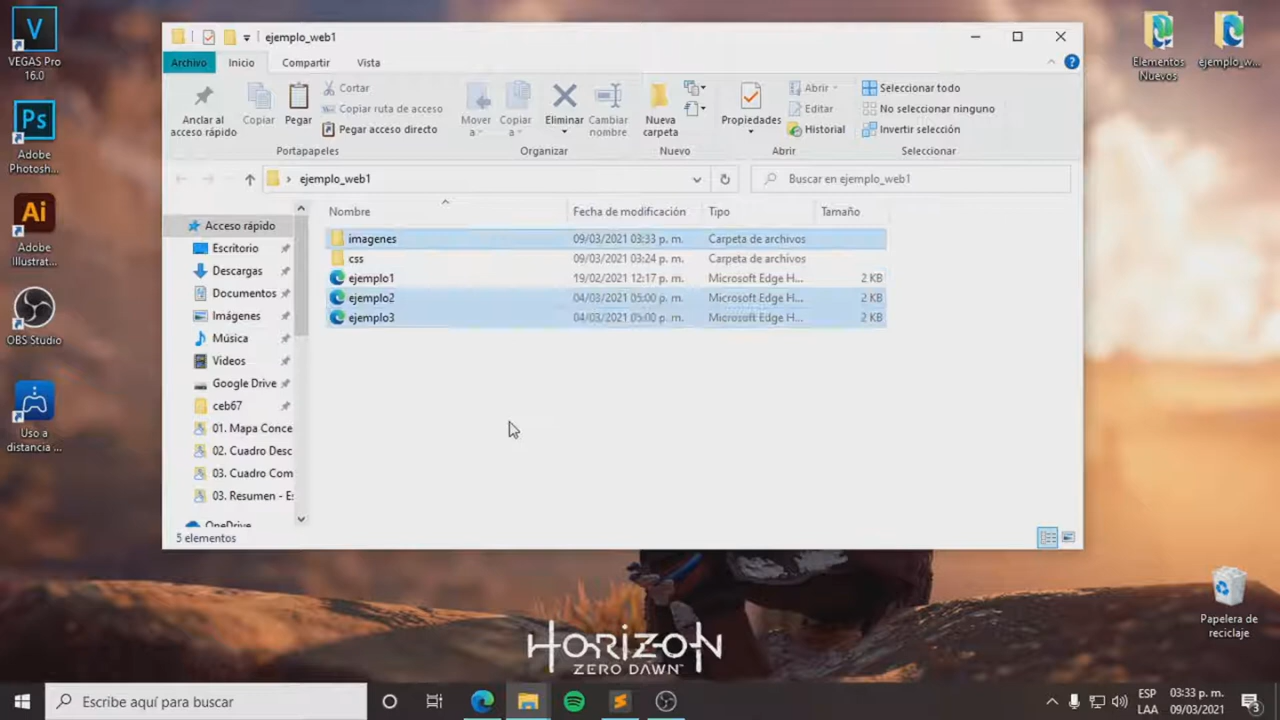 VEGAS Pro
16.0
Ps
Adobe
Photosh...
Ai
Adobe
Illustrat...
OBS Studio
Uso a
distancia ...
ejemplo_web1
Archivo Inicio Compartir Vista
Anclar al
acceso rápido
Copiar
Pegar
Cortar
Copiar ruta de acceso
Pegar acceso directo
Portapapeles
Mover
a
Copiar
a
Eliminar
Cambiar
nombre
Organizar
Nueva
carpeta
Nuevo
Propiedades
Abrir
Editar
Historial
Abrir
Seleccionar todo
No seleccionar ninguno
Invertir selección
Seleccionar
ejemplo_web1
Buscar en ejemplo_web1
Acceso rápido
Escritorio
Descargas
Documentos
Imágenes
Música
Videos
Google Drive
ceb67
01. Mapa Conce
02. Cuadro Desc
03. Cuadro Com
03. Resumen - Es
OneDrive
Nombre Fecha de modificación Tipo Tamaño
imagenes 09/03/2021 03:33 p. m. Carpeta de archivos
css 09/03/2021 03:24 p. m. Carpeta de archivos
ejemplo1 19/02/2021 12:17 p. m. Microsoft Edge H... 2 KB
ejemplo2 04/03/2021 05:00 p. m. Microsoft Edge H... 2 KB
ejemplo3 04/03/2021 05:00 p. m. Microsoft Edge H... 2 KB
5 elementos
Elementos
Nuevos
ejemplo_w...
Papelera de
reciclaje
HORIZON
ZERO DAWN™
Escribe aquí para buscar
ESP
LAA
03:33 p. m.
09/03/2021
3